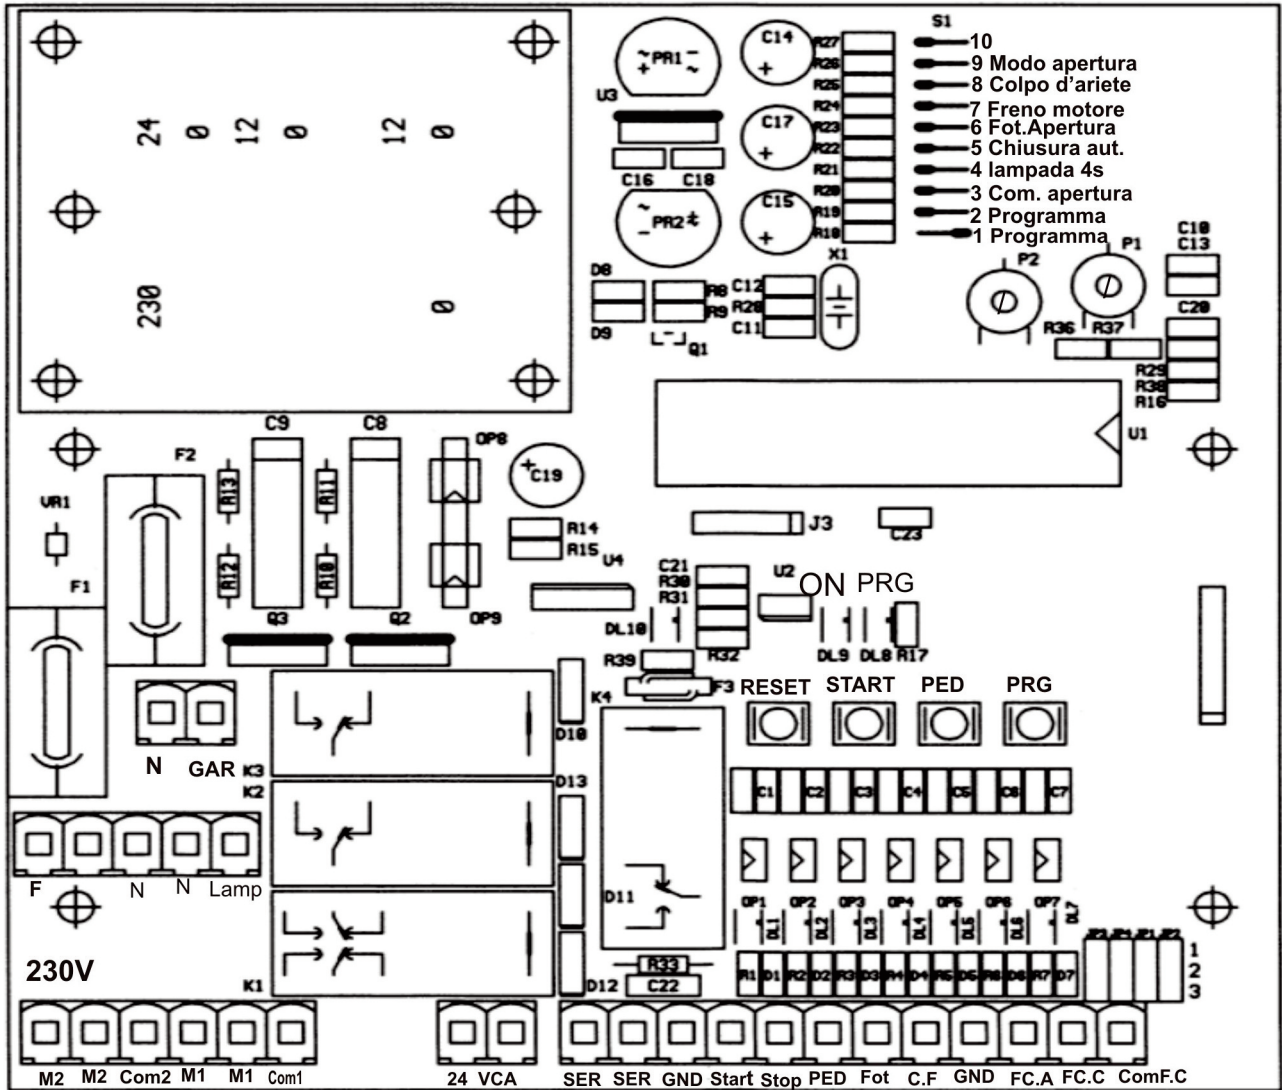 S1
10
9 Modo apertura
8 Colpo d'ariete
7 Freno motore
6 Fot.Apertura
5 Chiusura aut.
4 lampada 4s
3 Com. apertura
2 Programma
1 Programma
PR1
C14
U3
C17
C16 C18
PR2
C15
R27
R26
R25
R24
R23
R22
R21
R20
R19
R18
24 0 12 0 12 0
230 0
D8
R8
R9
D9
Q1
C12
R28
C11
X1
P2
P1
C10
C13
C20
R36 R37
R29
R38
R16
U1
C9
C8
OP8
F2
VR1
R13
R11
C19
R14
R15
R12
R10
F1
U4
Q3
Q2
OP9
J3
C23
C21
R30
R31
U2
ON PRG
DL10
R32
DL9 DL8 R17
R39
F3
K4
RESET START PED PRG
D10
N GAR
K3
K2
D13
C1 C2 C3 C4 C5 C6 C7
F N N Lamp
D11
OP1 OP2 OP3 OP4 OP5 OP6 OP7
DL1 DL2 DL3 DL4 DL5 DL6 DL7
JP3 JP4 JP1 JP2
1
2
3
230V
K1
R33
D12
C22
R1 D1 R2 D2 R3 D3 R4 D4 R5 D5 R6 D6 R7 D7
M2 M2 Com2 M1 M1 Com1
24 VCA
SER SER GND Start Stop PED Fot C.F GND FC.A FC.C ComF.C